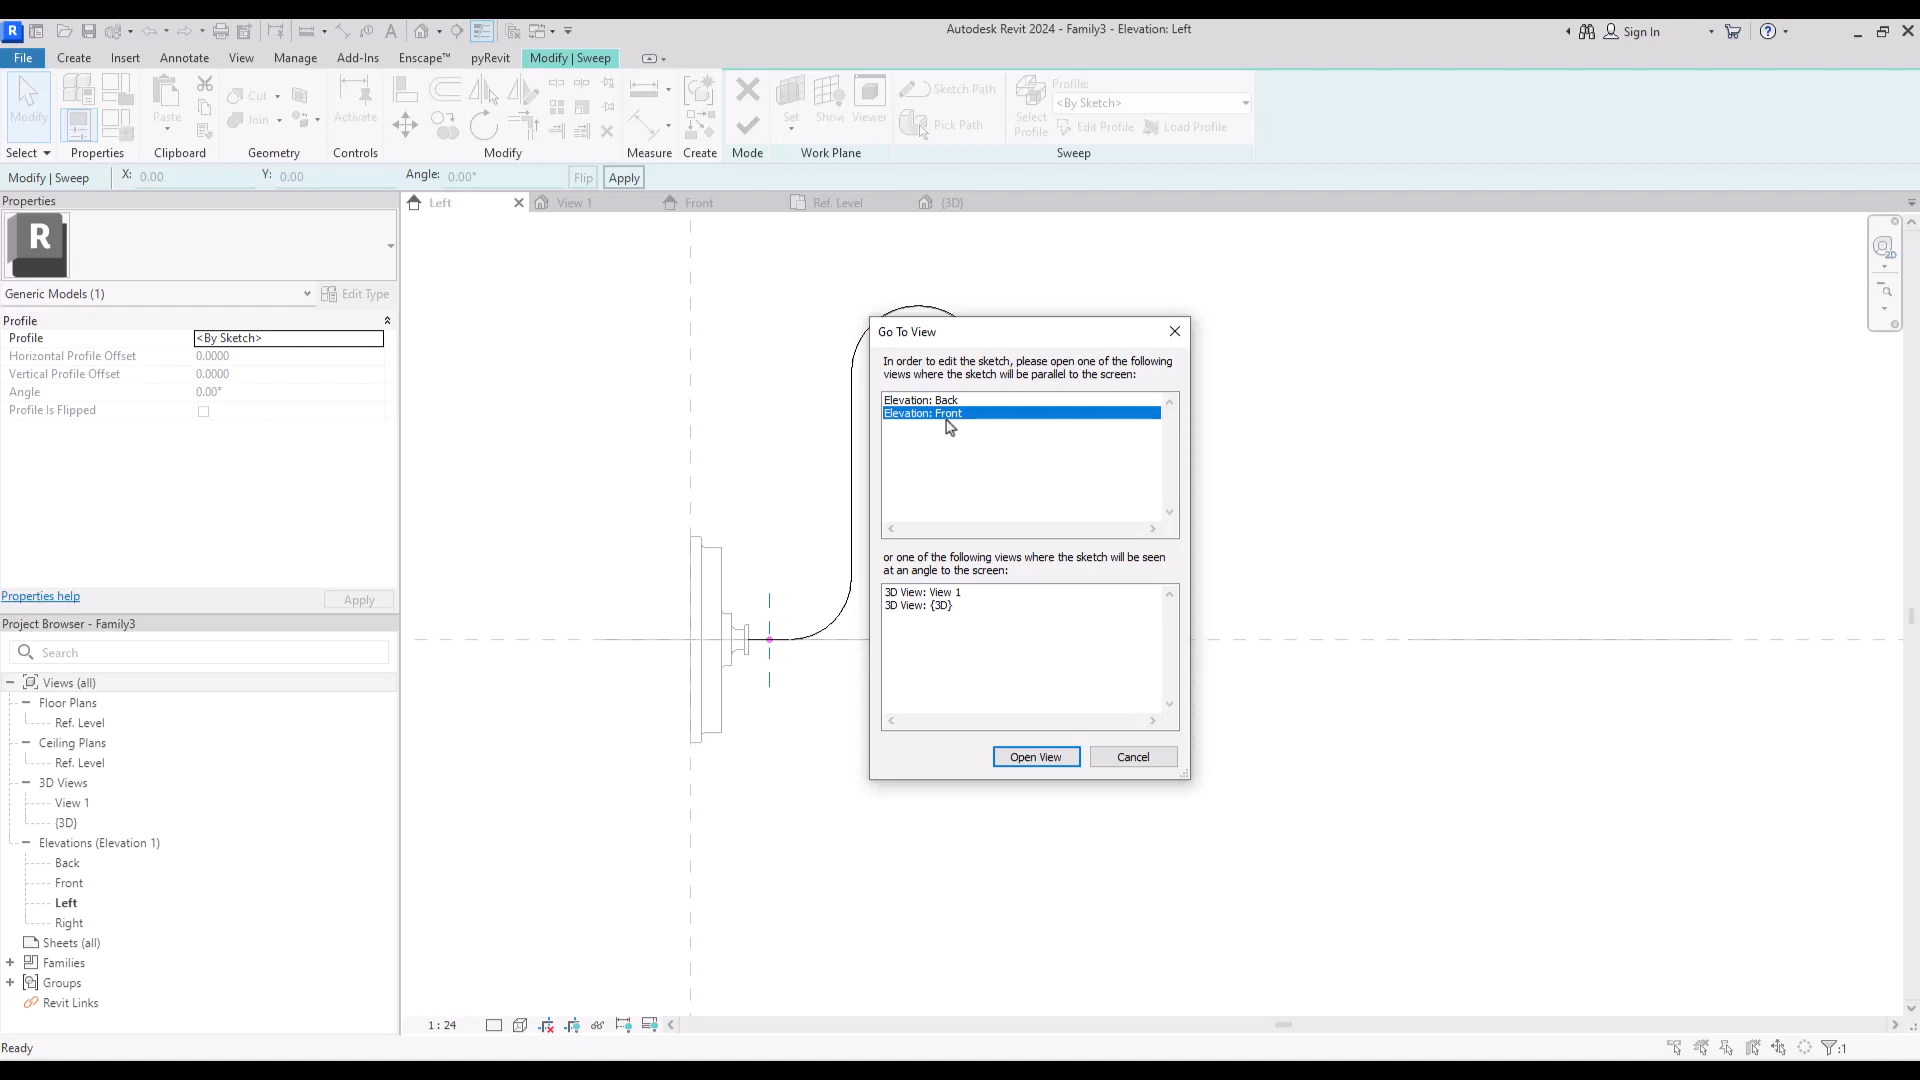 Autodesk Revit 2024 - Family3 - Elevation: Left
Sign In
File
Create
Insert
Annotate
View
Manage
Add-Ins
Enscape™
pyRevit
Modify | Sweep
Modify
Paste
Cut
Join
Activate
Set
Show
Viewer
Sketch Path
Pick Path
Select Profile
Profile:
<By Sketch>
Edit Profile
Load Profile
Select
Properties
Clipboard
Geometry
Controls
Modify
Measure
Create
Mode
Work Plane
Sweep
Modify | Sweep
X:
0.00
Y:
0.00
Angle:
0.00°
Flip
Apply
Properties
Left
View 1
Front
Ref. Level
{3D}
R
2D
Generic Models (1)
Edit Type
Profile
Profile
<By Sketch>
Horizontal Profile Offset
0.0000
Vertical Profile Offset
0.0000
Angle
0.00°
Profile Is Flipped
Properties help
Apply
Project Browser - Family3
Search
Views (all)
Floor Plans
Ref. Level
Ceiling Plans
Ref. Level
3D Views
View 1
{3D}
Elevations (Elevation 1)
Back
Front
Left
Right
Sheets (all)
Families
Groups
Revit Links
Go To View
In order to edit the sketch, please open one of the following
views where the sketch will be parallel to the screen:
Elevation: Back
Elevation: Front
or one of the following views where the sketch will be seen
at an angle to the screen:
3D View: View 1
3D View: {3D}
Open View
Cancel
1 : 24
Ready
:1